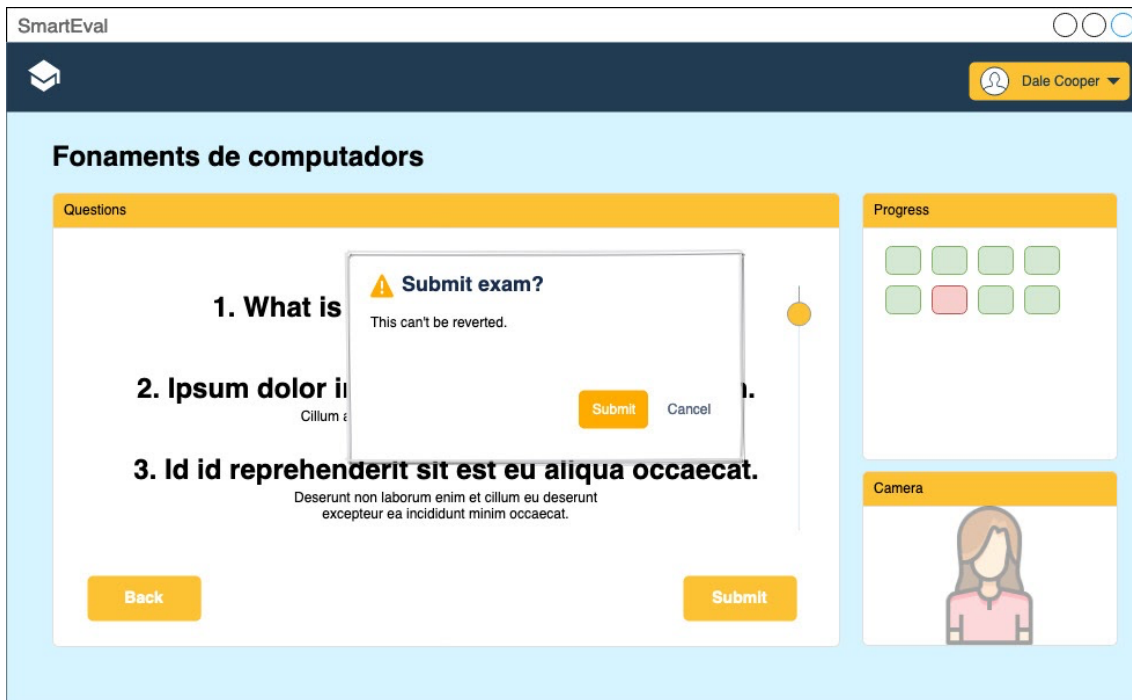 SmartEval
Dale Cooper
Fonaments de computadors
Questions
Progress
Submit exam?
1. What is
This can't be reverted.
2. Ipsum dolor
Cillum
Submit Cancel
3. Id id reprehenderit sit est eu aliqua occaecat.
Deserunt non laborum enim et cillum eu deserunt
excepteur ea incididunt minim occaecat.
Camera
Back
Submit